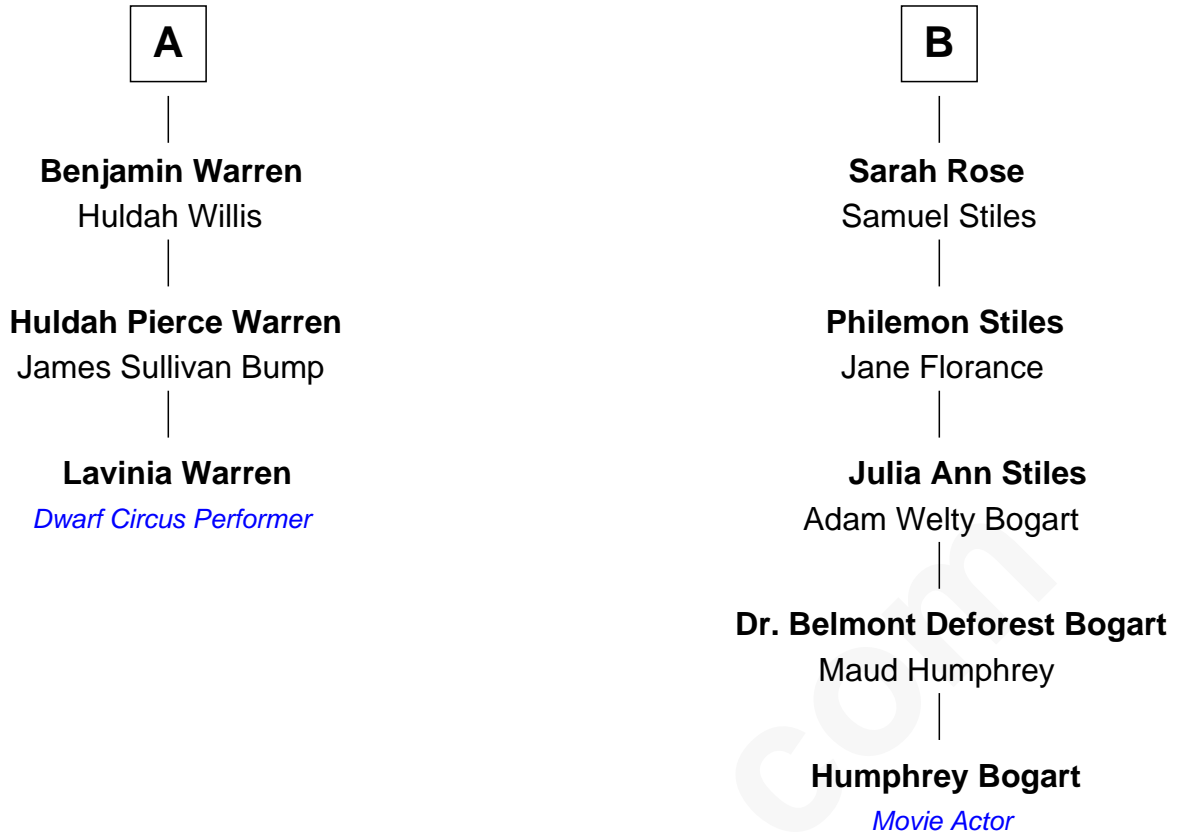 A
Benjamin Warren
Huldah Willis
Huldah Pierce Warren
James Sullivan Bump
Lavinia Warren
Dwarf Circus Performer
B
Sarah Rose
Samuel Stiles
Philemon Stiles
Jane Florance
Julia Ann Stiles
Adam Welty Bogart
Dr. Belmont Deforest Bogart
Maud Humphrey
Humphrey Bogart
Movie Actor
com